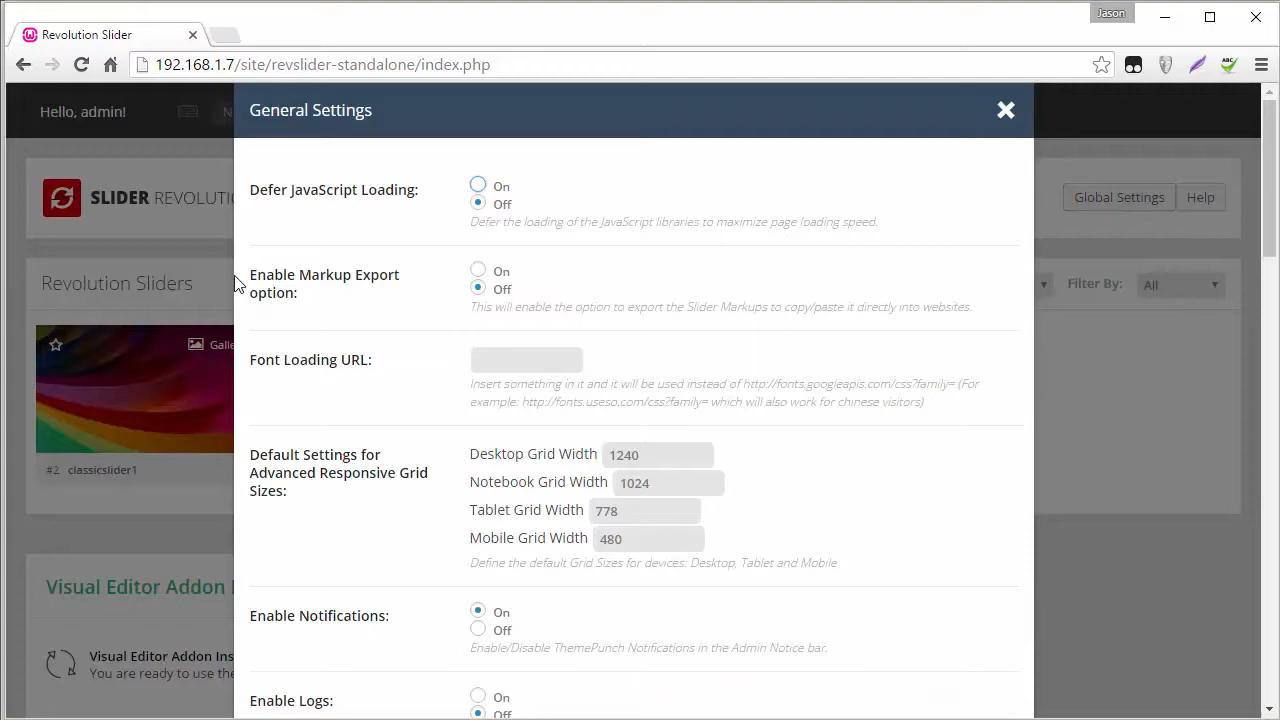 Jason
Revolution Slider
192.168.1.7/site/revslider-standalone/index.php
ABC
Hello, admin!
N
General Settings
SLIDER REVOLUTI
Global Settings
Help
Defer JavaScript Loading:
On
Off
Defer the loading of the JavaScript libraries to maximize page loading speed.
Revolution Sliders
Filter By:
All
Enable Markup Export
option:
On
Off
This will enable the option to export the Slider Markups to copy/paste it directly into websites.
Galle
Font Loading URL:
Insert something in it and it will be used instead of http://fonts.googleapis.com/css?family= (For
example: http://fonts.useso.com/css?family= which will also work for chinese visitors)
#2 classicslider1
Default Settings for
Advanced Responsive Grid
Sizes:
Desktop Grid Width 1240
Notebook Grid Width 1024
Tablet Grid Width 778
Mobile Grid Width 480
Define the default Grid Sizes for devices: Desktop, Tablet and Mobile
Visual Editor Addon
Enable Notifications:
On
Off
Enable/Disable ThemePunch Notifications in the Admin Notice bar.
Visual Editor Addon Ins
You are ready to use the
Enable Logs:
On
Off